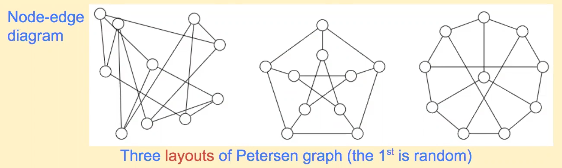 Node-edge
diagram
Three layouts of Petersen graph (the 1st is random)